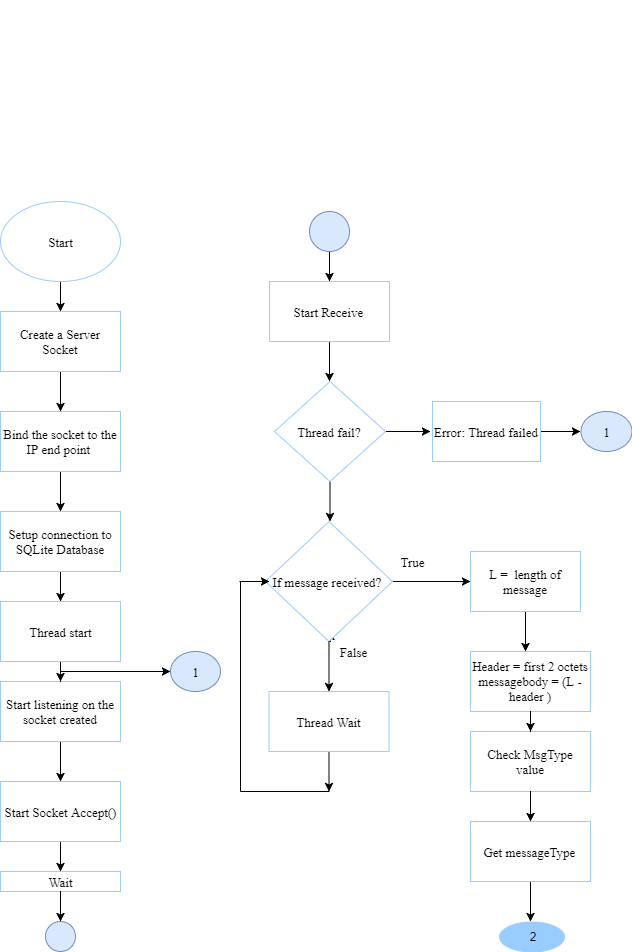 Start
Create a Server
Socket
Bind the socket to the
IP end point
Setup connection to
SQLite Database
Thread start
1
Start listening on the
socket created
Start Socket Accept()
Wait
Start Receive
Thread fail?
Error: Thread failed
1
If message received?
True
False
Thread Wait
L =  length of
message
Header = first 2 octets
messagebody = (L -
header )
Check MsgType
value
Get messageType
2